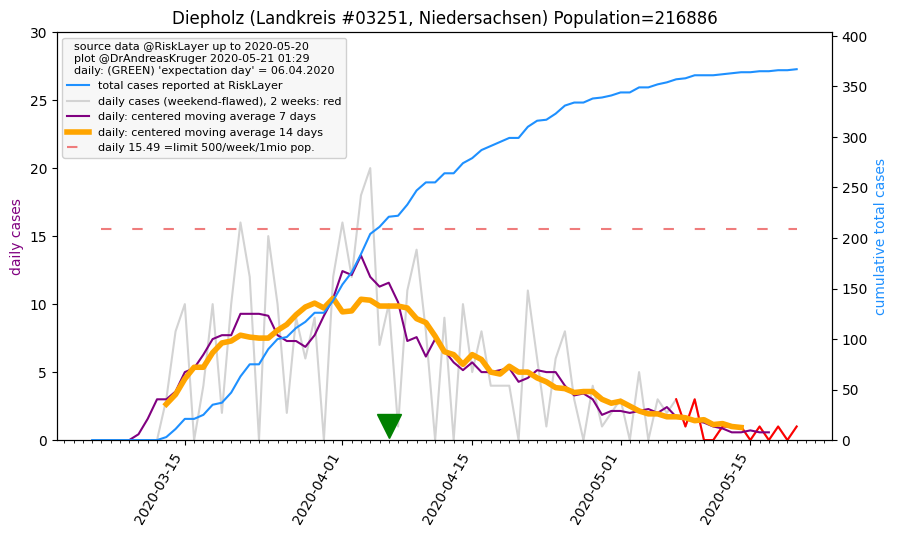 Diepholz (Landkreis #03251, Niedersachsen) Population=216886
source data @RiskLayer up to 2020-05-20
plot @DrAndreasKruger 2020-05-21 01:29
daily: (GREEN) 'expectation day' = 06.04.2020
total cases reported at RiskLayer
daily cases (weekend-flawed), 2 weeks: red
daily: centered moving average 7 days
daily: centered moving average 14 days
daily 15.49 =limit 500/week/1mio pop.
daily cases
30
25
20
15
10
5
0
cumulative total cases
400
350
300
250
200
150
100
50
0
2020-03-15
2020-04-01
2020-04-15
2020-05-01
2020-05-15